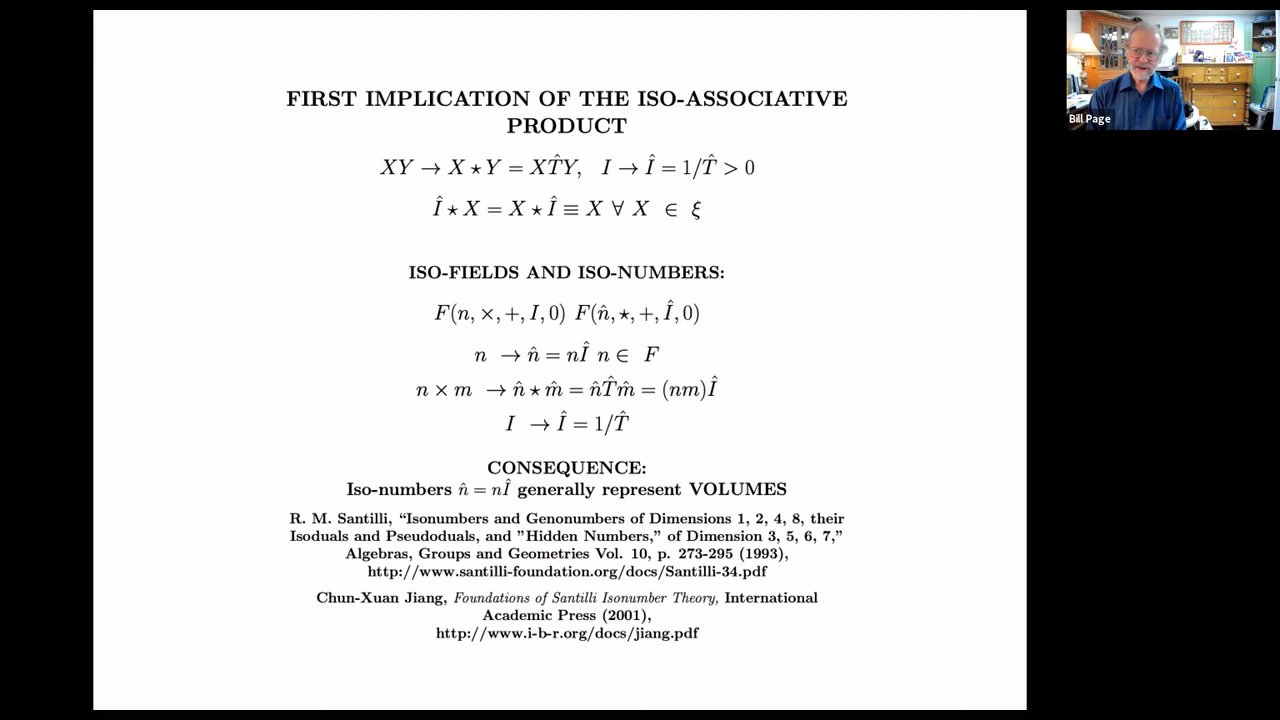 FIRST IMPLICATION OF THE ISO-ASSOCIATIVE
PRODUCT
XY → X ⋆ Y = XT̂Y, I → Î = 1/T̂ > 0
Î ⋆ X = X ⋆ Î ≡ X ∀ X ∈ ξ
ISO-FIELDS AND ISO-NUMBERS:
F(n, ×, +, I, 0) F(n̂, ⋆, +, Î, 0)
n → n̂ = nÎ n ∈ F
n × m → n̂ ⋆ m̂ = n̂T̂m̂ = (nm)Î
I → Î = 1/T̂
CONSEQUENCE:
Iso-numbers n̂ = nÎ generally represent VOLUMES
R. M. Santilli, “Isonumbers and Genonumbers of Dimensions 1, 2, 4, 8, their
Isoduals and Pseudoduals, and ”Hidden Numbers,” of Dimension 3, 5, 6, 7,”
Algebras, Groups and Geometries Vol. 10, p. 273-295 (1993),
http://www.santilli-foundation.org/docs/Santilli-34.pdf
Chun-Xuan Jiang, Foundations of Santilli Isonumber Theory, International
Academic Press (2001),
http://www.i-b-r.org/docs/jiang.pdf
Bill Page